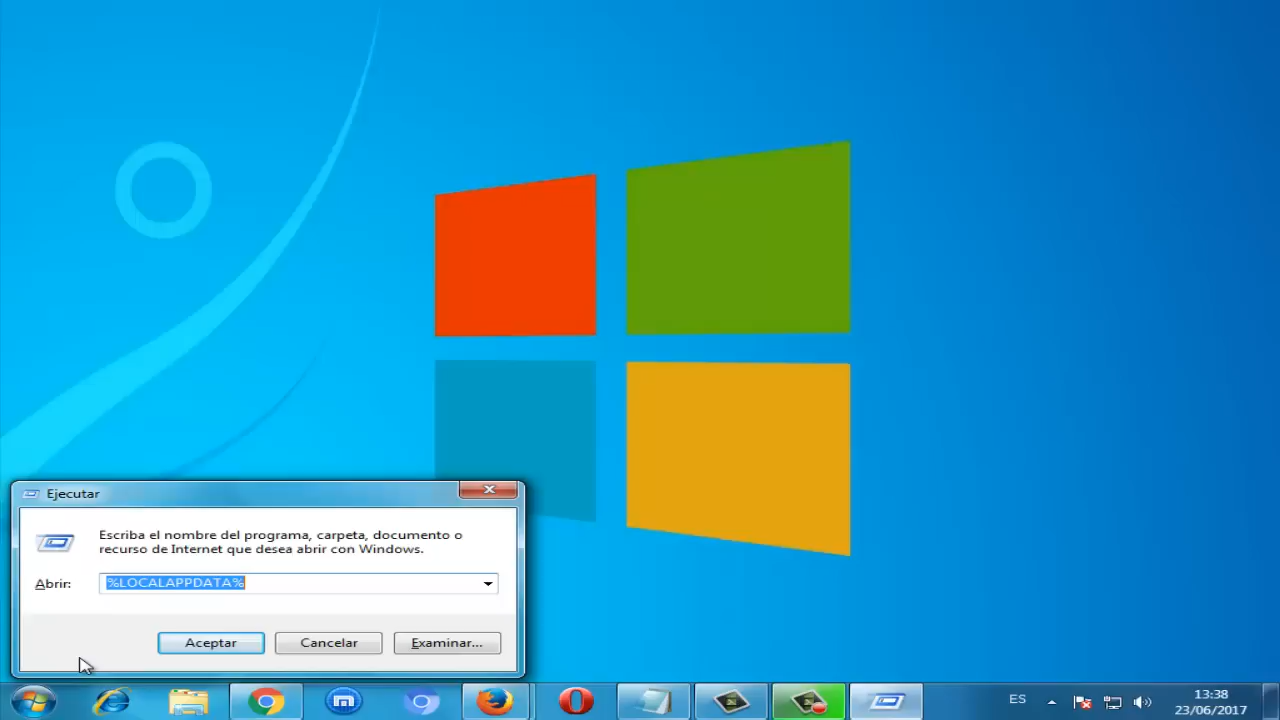 Ejecutar
Escriba el nombre del programa, carpeta, documento o
recurso de Internet que desea abrir con Windows.
Abrir: %LOCALAPPDATA%
Aceptar Cancelar Examinar...
ES
13:38
23/06/2017